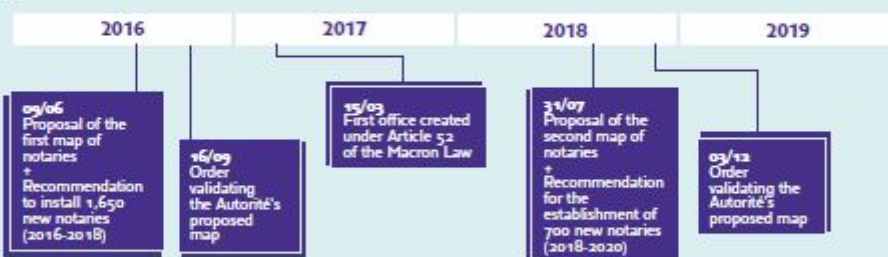 2016
2017
2018
2019
09/06
Proposal of the
first map of
notaries
+
Recommendation
to install 1,650
new notaries
(2016-2018)
16/09
Order
validating
the Autorité's
proposed
map
15/03
First office created
under Article 52
of the Macron Law
31/07
Proposal of the
second map of
notaries
+
Recommendation
for the
establishment of
700 new notaries
(2018-2020)
03/12
Order
validating the
Autorité's
proposed map